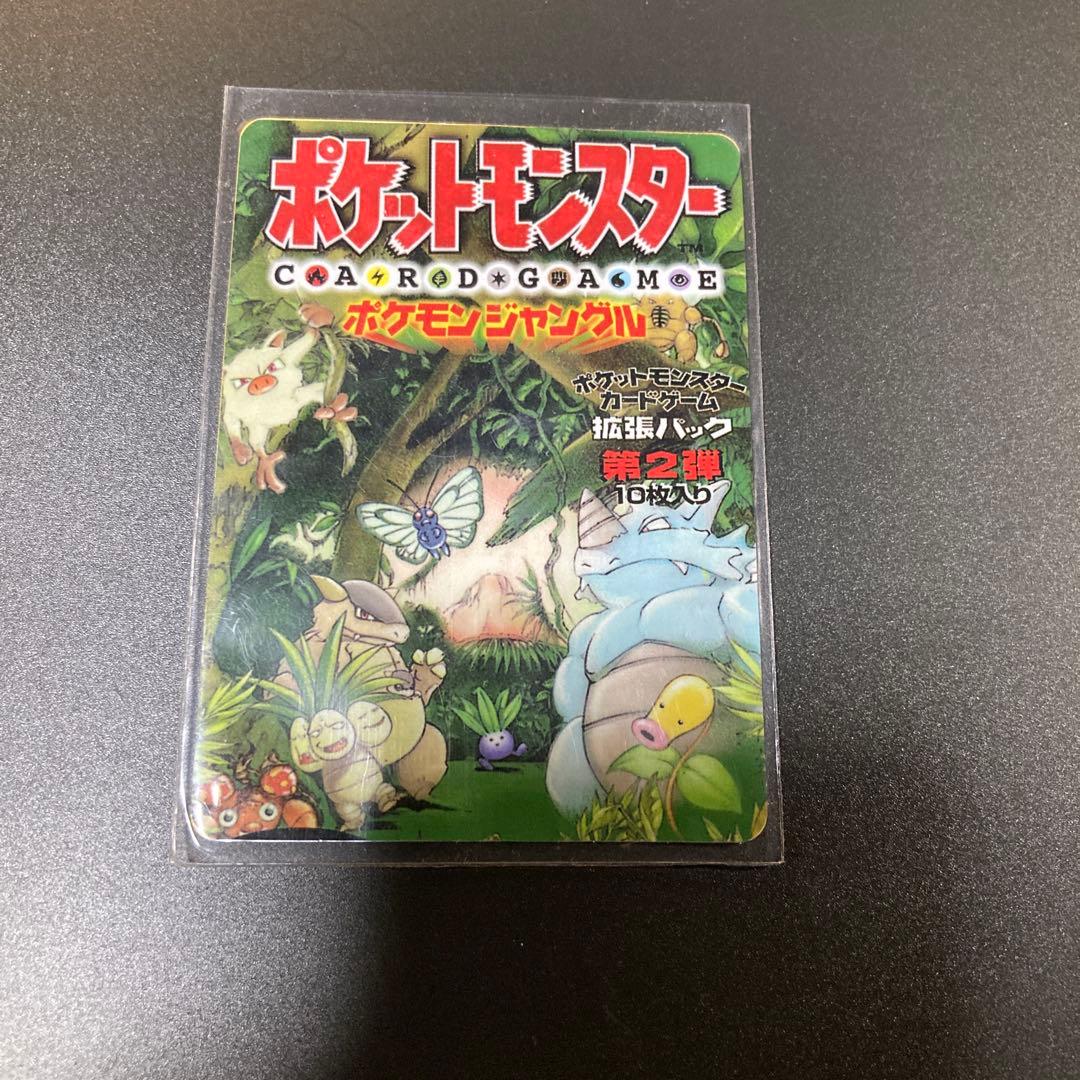 ポケットモンスター
TM
CARDGAME
ポケモンジャングル
ポケットモンスター
カードゲーム
拡張パック
第2弾
10枚入り